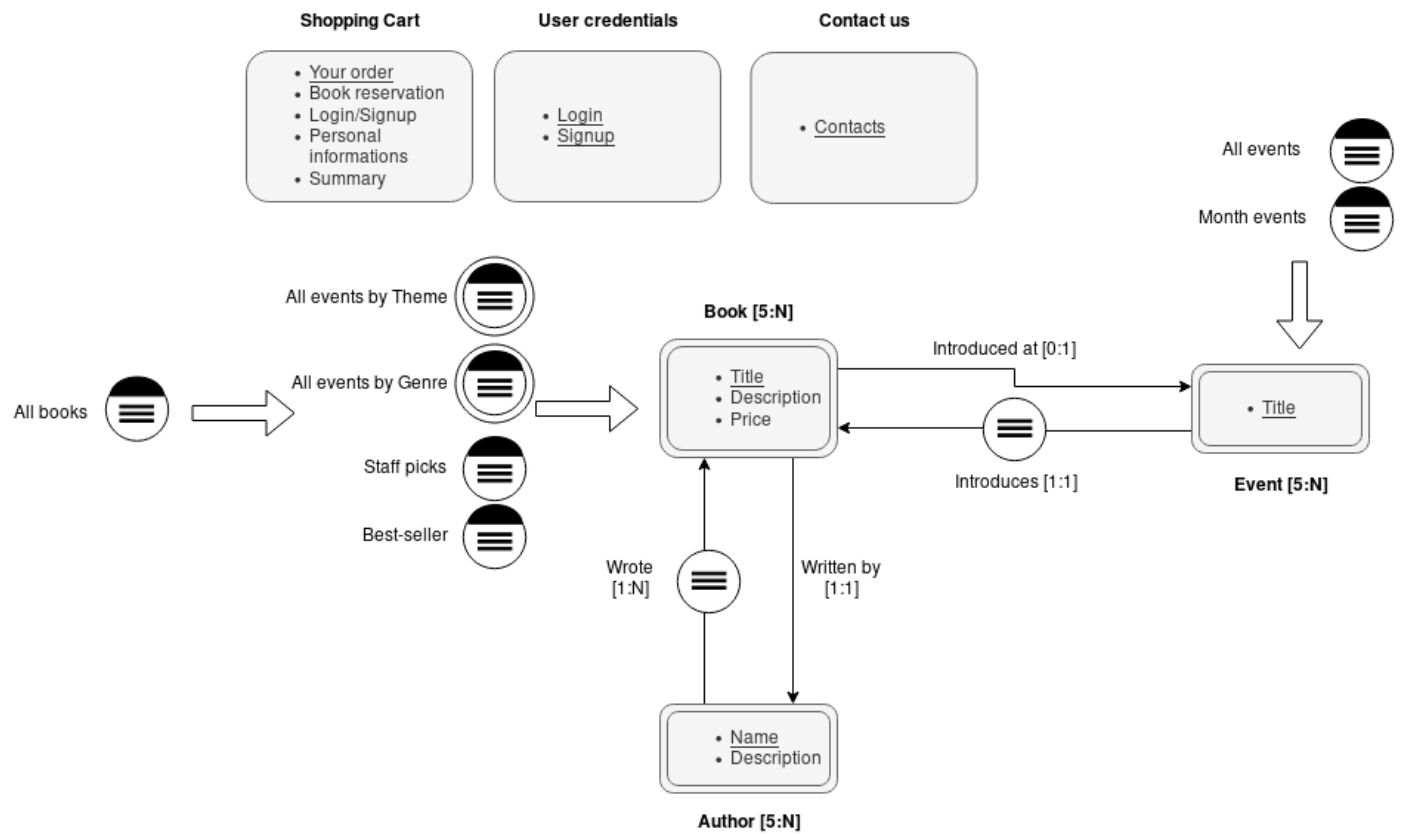 Shopping Cart
User credentials
Contact us
• Your order
• Book reservation
• Login/Signup
• Personal
informations
• Summary
• Login
• Signup
• Contacts
All events
Month events
All events by Theme
All events by Genre
All books
Staff picks
Best-seller
Book [5:N]
• Title
• Description
• Price
Introduced at [0:1]
Introduces [1:1]
• Title
Event [5:N]
Wrote
[1:N]
Written by
[1:1]
• Name
• Description
Author [5:N]